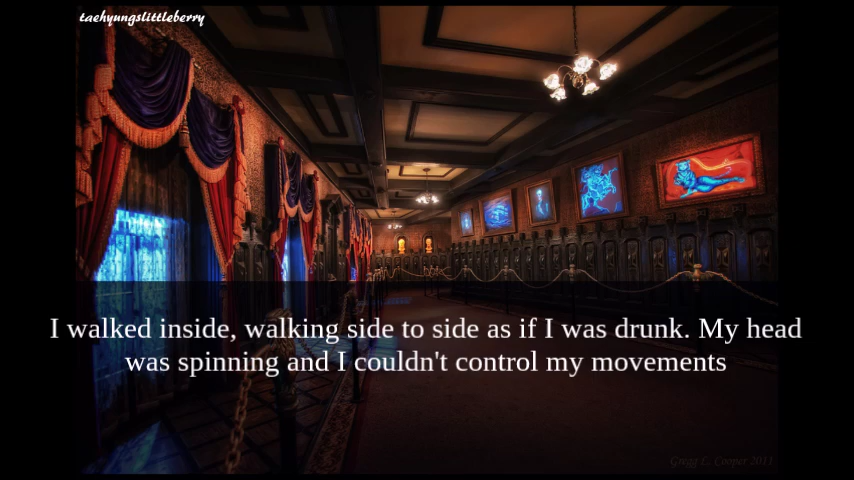 taehyungslittleberry
I walked inside, walking side to side as if I was drunk. My head
was spinning and I couldn't control my movements
Gregg L. Cooper 2011